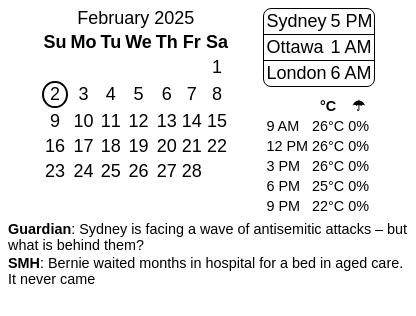 February 2025
Su Mo Tu We Th Fr Sa
1
2 3 4 5 6 7 8
9 10 11 12 13 14 15
16 17 18 19 20 21 22
23 24 25 26 27 28
Sydney 5 PM
Ottawa 1 AM
London 6 AM
°C ☂
9 AM 26°C 0%
12 PM 26°C 0%
3 PM 26°C 0%
6 PM 25°C 0%
9 PM 22°C 0%
Guardian: Sydney is facing a wave of antisemitic attacks – but
what is behind them?
SMH: Bernie waited months in hospital for a bed in aged care.
It never came